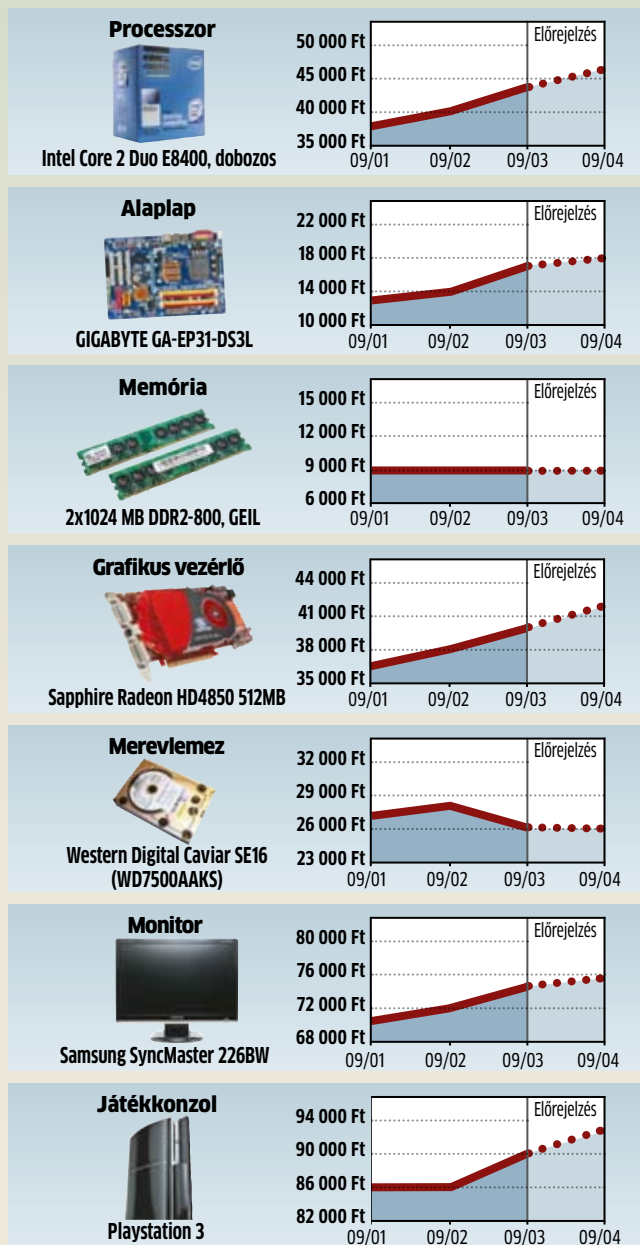 Processzor
Intel Core 2 Duo E8400, dobozos
50 000 Ft
45 000 Ft
40 000 Ft
35 000 Ft
Előrejelzés
09/01 09/02 09/03 09/04
Alaplap
GIGABYTE GA-EP31-DS3L
22 000 Ft
18 000 Ft
14 000 Ft
10 000 Ft
Előrejelzés
09/01 09/02 09/03 09/04
Memória
2x1024 MB DDR2-800, GEIL
15 000 Ft
12 000 Ft
9 000 Ft
6 000 Ft
Előrejelzés
09/01 09/02 09/03 09/04
Grafikus vezérlő
Sapphire Radeon HD4850 512MB
44 000 Ft
41 000 Ft
38 000 Ft
35 000 Ft
Előrejelzés
09/01 09/02 09/03 09/04
Merevlemez
Western Digital Caviar SE16
(WD7500AAKS)
32 000 Ft
29 000 Ft
26 000 Ft
23 000 Ft
Előrejelzés
09/01 09/02 09/03 09/04
Monitor
Samsung SyncMaster 226BW
80 000 Ft
76 000 Ft
72 000 Ft
68 000 Ft
Előrejelzés
09/01 09/02 09/03 09/04
Játékkonzol
Playstation 3
94 000 Ft
90 000 Ft
86 000 Ft
82 000 Ft
Előrejelzés
09/01 09/02 09/03 09/04